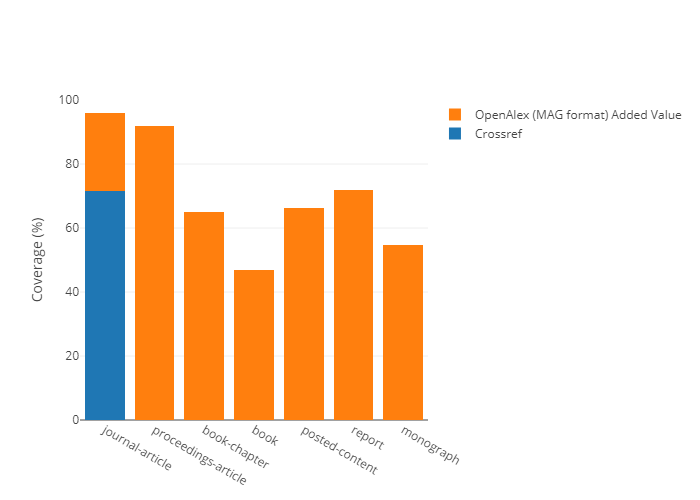 OpenAlex (MAG format) Added Value
Crossref
Coverage (%)
100
80
60
40
20
0
journal-article
proceedings-article
book-chapter
book
posted-content
report
monograph